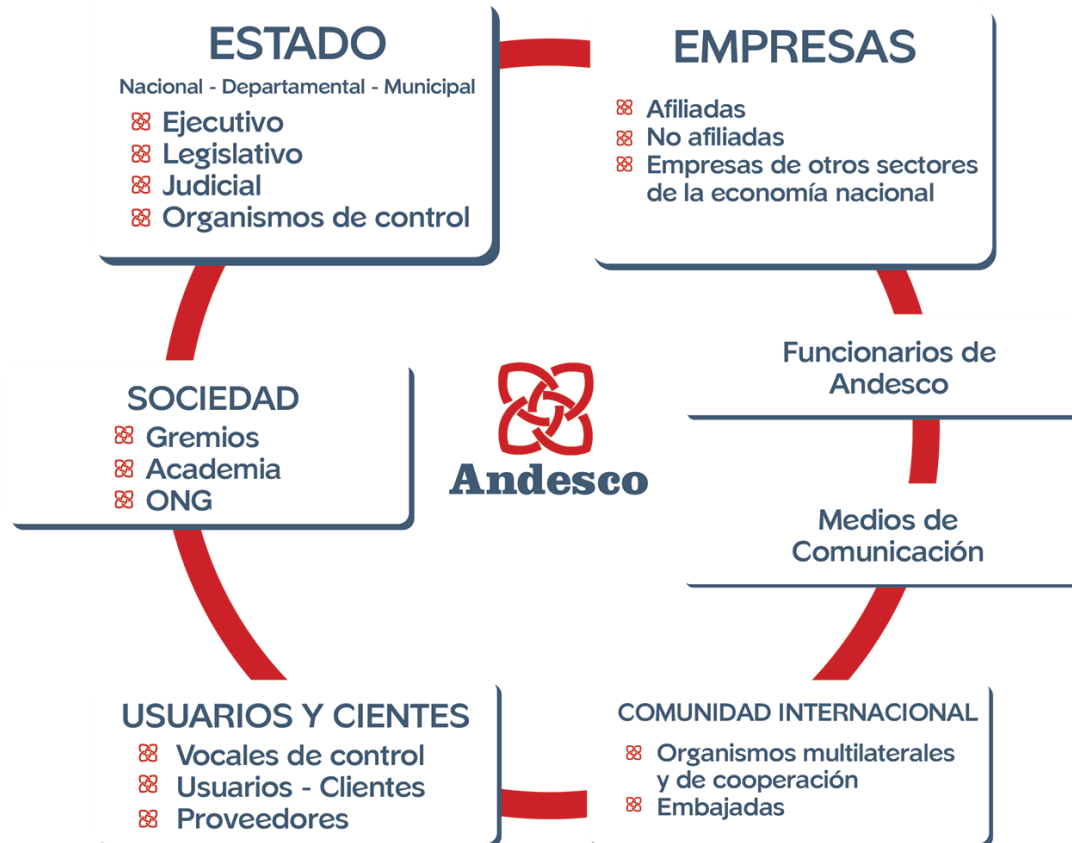 ESTADO
Nacional - Departamental - Municipal
Ejecutivo
Legislativo
Judicial
Organismos de control
EMPRESAS
Afiliadas
No afiliadas
Empresas de otros sectores
de la economía nacional
Funcionarios de
Andesco
SOCIEDAD
Gremios
Academia
ONG
Andesco
Medios de
Comunicación
USUARIOS Y CIENTES
Vocales de control
Usuarios - Clientes
Proveedores
COMUNIDAD INTERNACIONAL
Organismos multilaterales
y de cooperación
Embajadas